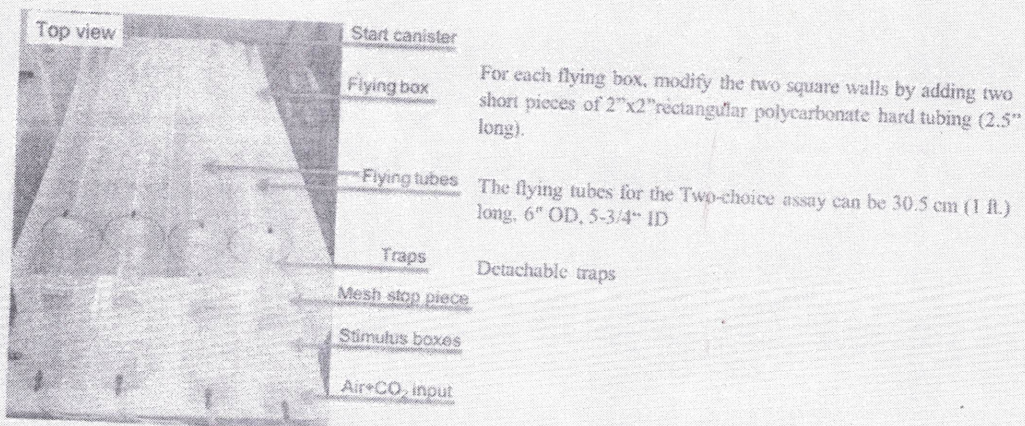 Top view
Start canister
Flying box
For each flying box, modify the two square walls by adding two
short pieces of 2"x2"rectangular polycarbonate hard tubing (2.5"
long).
Flying tubes
The flying tubes for the Two-choice assay can be 30.5 cm (1 ft.)
long, 6" OD, 5-3/4" ID
Traps
Detachable traps
Mesh stop piece
Stimulus boxes
Air+CO₂ input